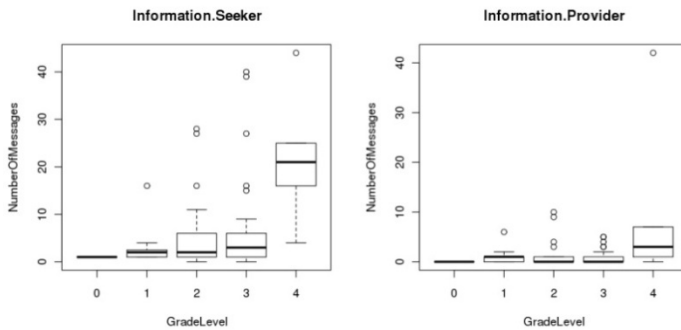 Information.Seeker
NumberOfMessages
0
10
20
30
40
0 1 2 3 4
GradeLevel
Information.Provider
NumberOfMessages
0
10
20
30
40
0 1 2 3 4
GradeLevel